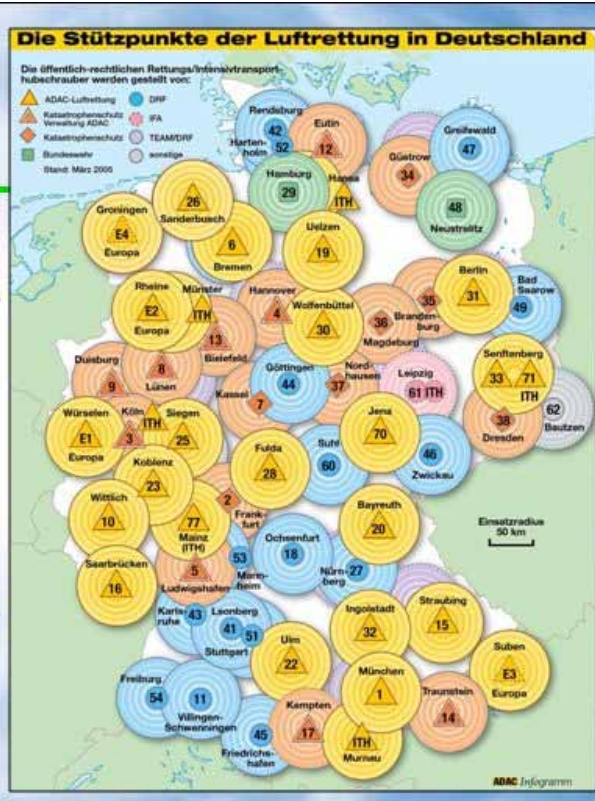 Die Stützpunkte der Luftrettung in Deutschland
Die öffentlich-rechtlichen Rettungs/Intensivtransport-
hubschrauber werden gestellt von:
ADAC-Luftrettung
DRF
Katastrophenschutz
Verwaltung ADAC
IFA
Katastrophenschutz
TEAM/DRF
Bundeswehr
sonstige
Stand: März 2005
Rendsburg
42
Harten-
holm
52
Eutin
12
Güstrow
34
Greifswald
47
Hamburg
29
Hansa
ITH
48
Neustrelitz
26
Sanderbusch
Groningen
E4
Europa
6
Bremen
Uelzen
19
Rheine
E2
Europa
Münster
ITH
13
Bielefeld
Hannover
4
Wolfenbüttel
30
36
Magdeburg
35
Branden-
burg
Berlin
31
Bad
Saarow
49
Duisburg
9
8
Lünen
Kassel
7
Göttingen
44
Nord-
hausen
37
Leipzig
61 ITH
Senftenberg
33
71
ITH
62
Bautzen
38
Dresden
Würselen
E1
Europa
Köln
3
ITH
Siegen
25
Fulda
28
Suhl
60
Jena
70
46
Zwickau
Koblenz
23
Wittlich
10
77
Mainz
(ITH)
2
Frank-
furt
Bayreuth
20
Einsatzradius
50 km
Saarbrücken
16
5
Ludwigshafen
53
Mann-
heim
Ochsenfurt
18
Nürn-
berg
27
Karls-
ruhe
43
Leonberg
41
51
Stuttgart
Ulm
22
Ingolstadt
32
Straubing
15
Suben
E3
Europa
Freiburg
54
11
Villingen-
Schwenningen
45
Friedrichs-
hafen
Kempten
17
München
1
ITH
Murnau
Traunstein
14
ADAC Infogramm